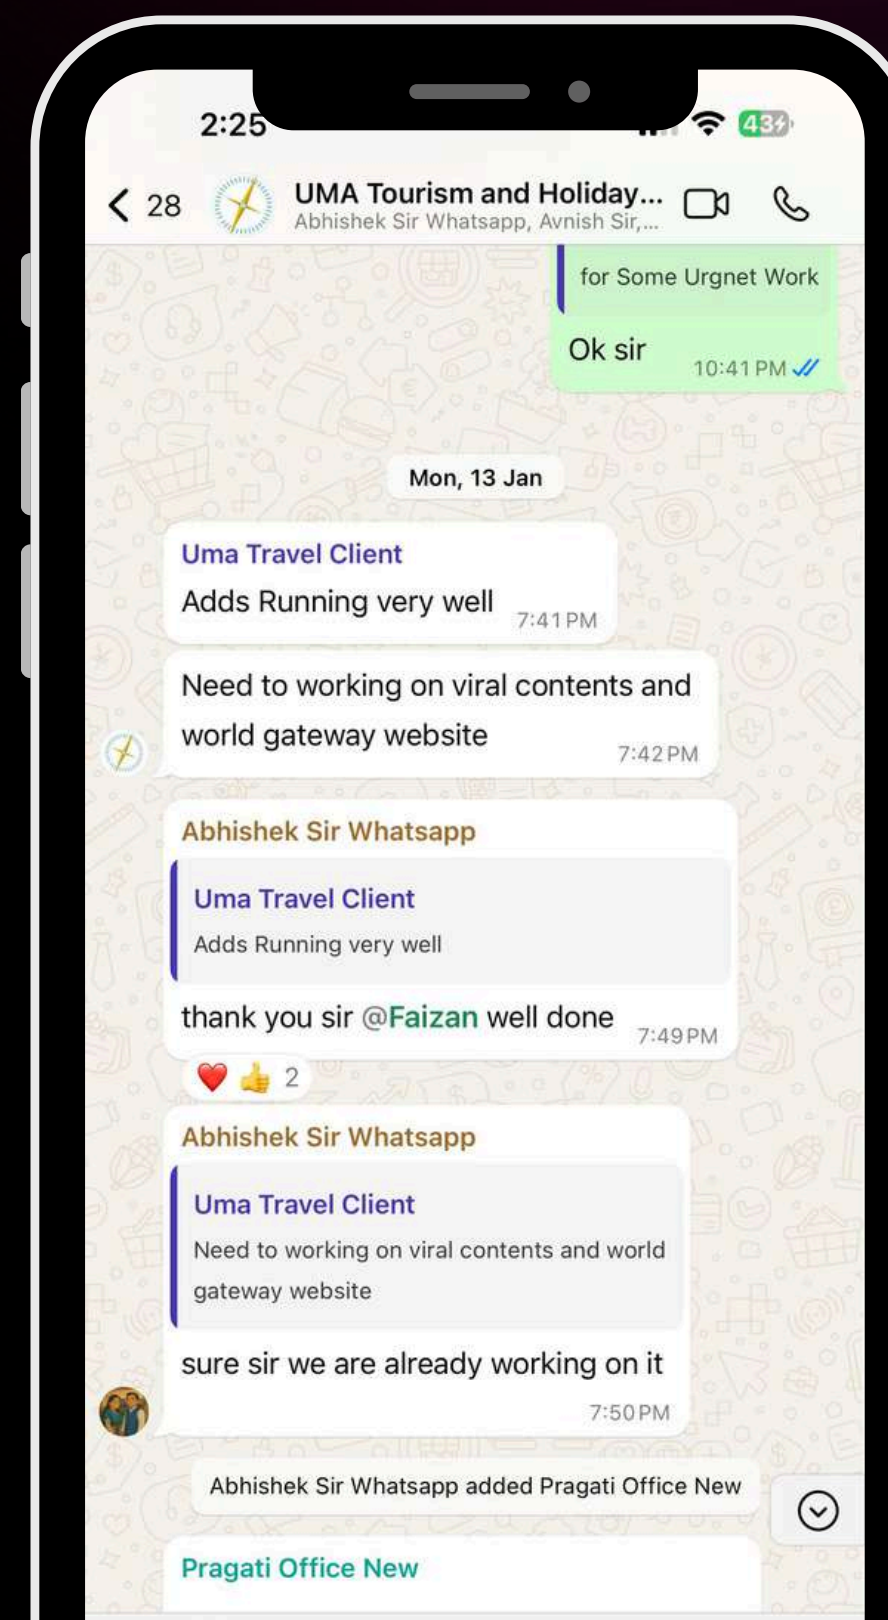 2:25
43
28
UMA Tourism and Holiday...
Abhishek Sir Whatsapp, Avnish Sir,...
for Some Urgnet Work
Ok sir
10:41 PM
Mon, 13 Jan
Uma Travel Client
Adds Running very well
7:41 PM
Need to working on viral contents and
world gateway website
7:42 PM
Abhishek Sir Whatsapp
Uma Travel Client
Adds Running very well
thank you sir @Faizan well done
7:49 PM
2
Abhishek Sir Whatsapp
Uma Travel Client
Need to working on viral contents and world
gateway website
sure sir we are already working on it
7:50 PM
Abhishek Sir Whatsapp added Pragati Office New
Pragati Office New